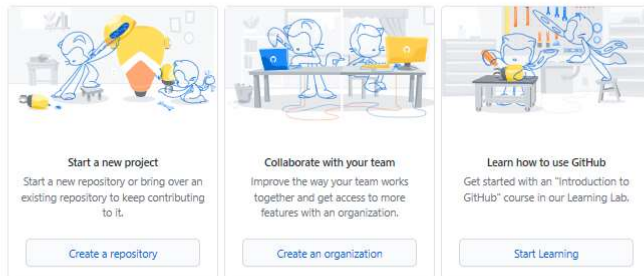 Start a new project
Start a new repository or bring over an
existing repository to keep contributing
to it.
Create a repository
Collaborate with your team
Improve the way your team works
together and get access to more
features with an organization.
Create an organization
Learn how to use GitHub
Get started with an "Introduction to
GitHub" course in our Learning Lab.
Start Learning